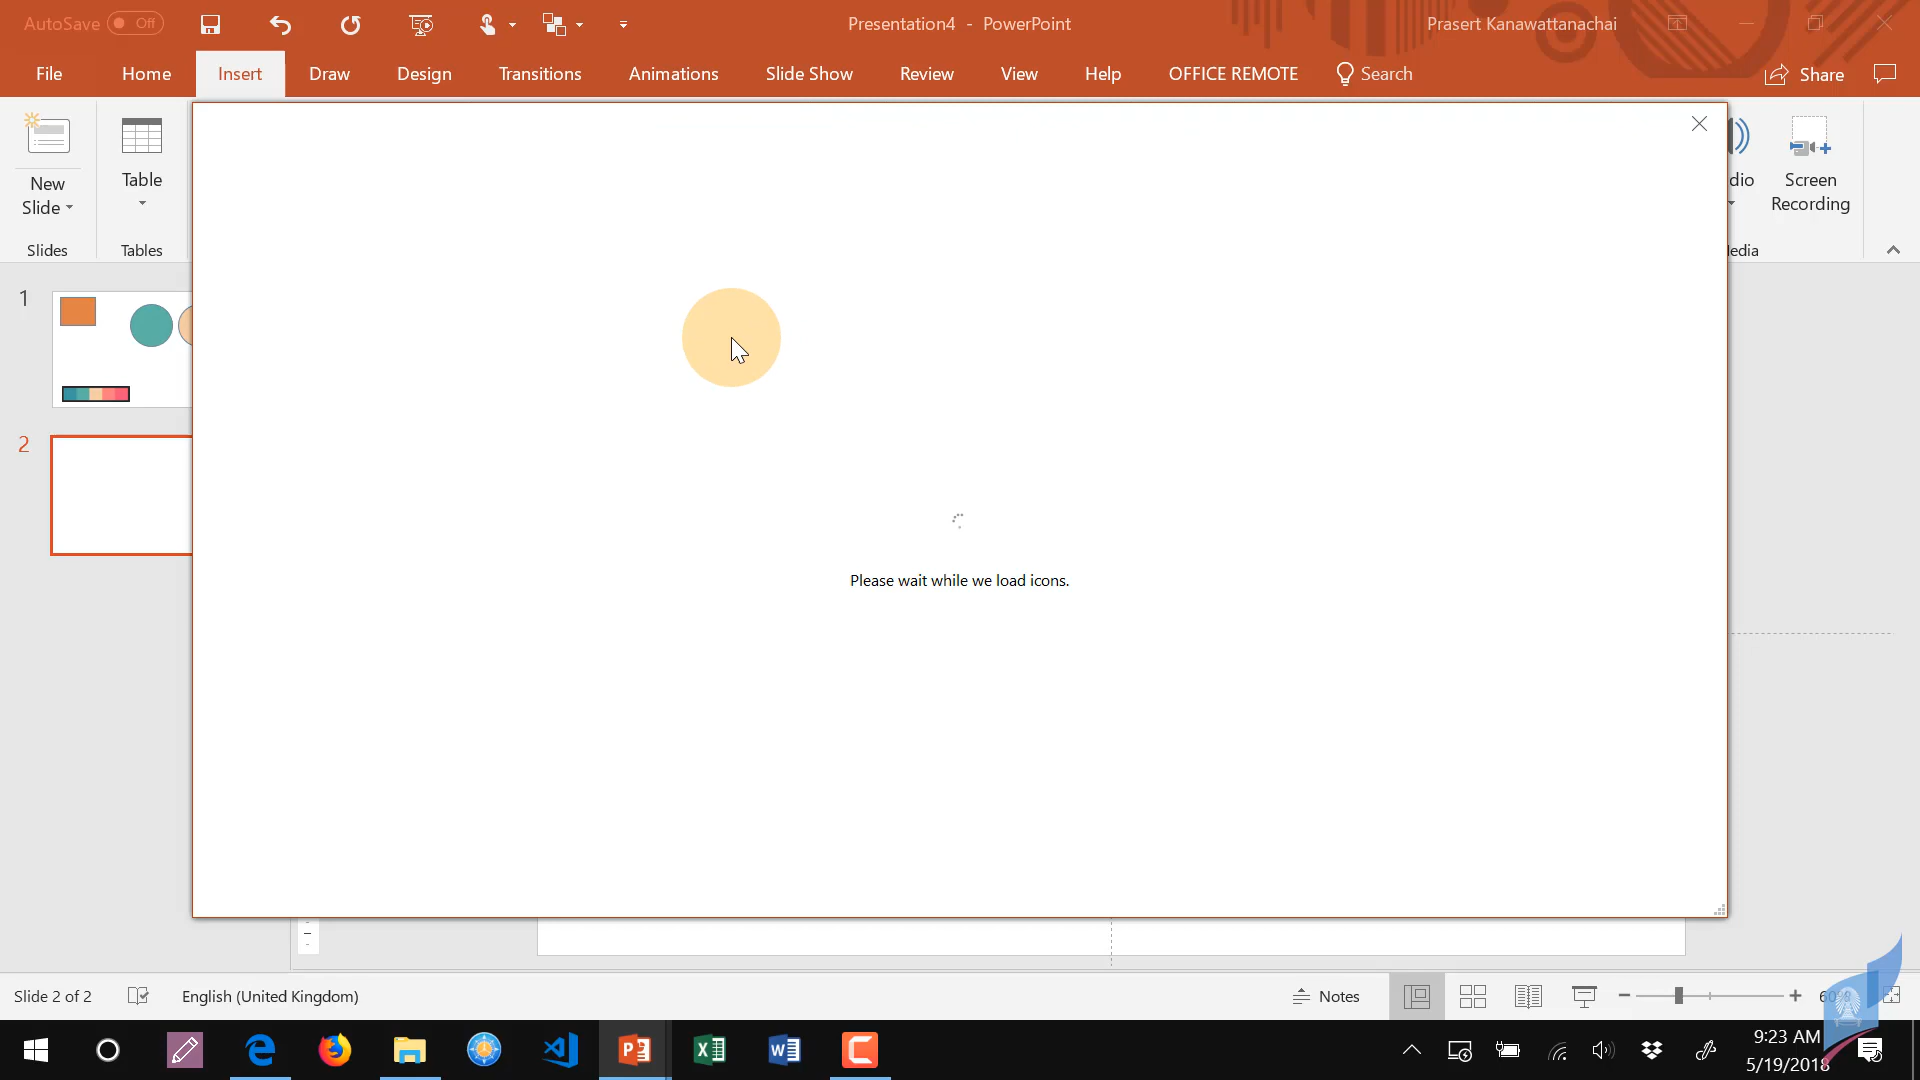 AutoSave Off
Presentation4 - PowerPoint
Prasert Kanawattanachai
File Home Insert Draw Design Transitions Animations Slide Show Review View Help OFFICE REMOTE Search Share
New Slide
Table
dio
Screen Recording
Slides
Tables
edia
1
2
Please wait while we load icons.
Slide 2 of 2
English (United Kingdom)
Notes
9:23 AM
5/19/2018